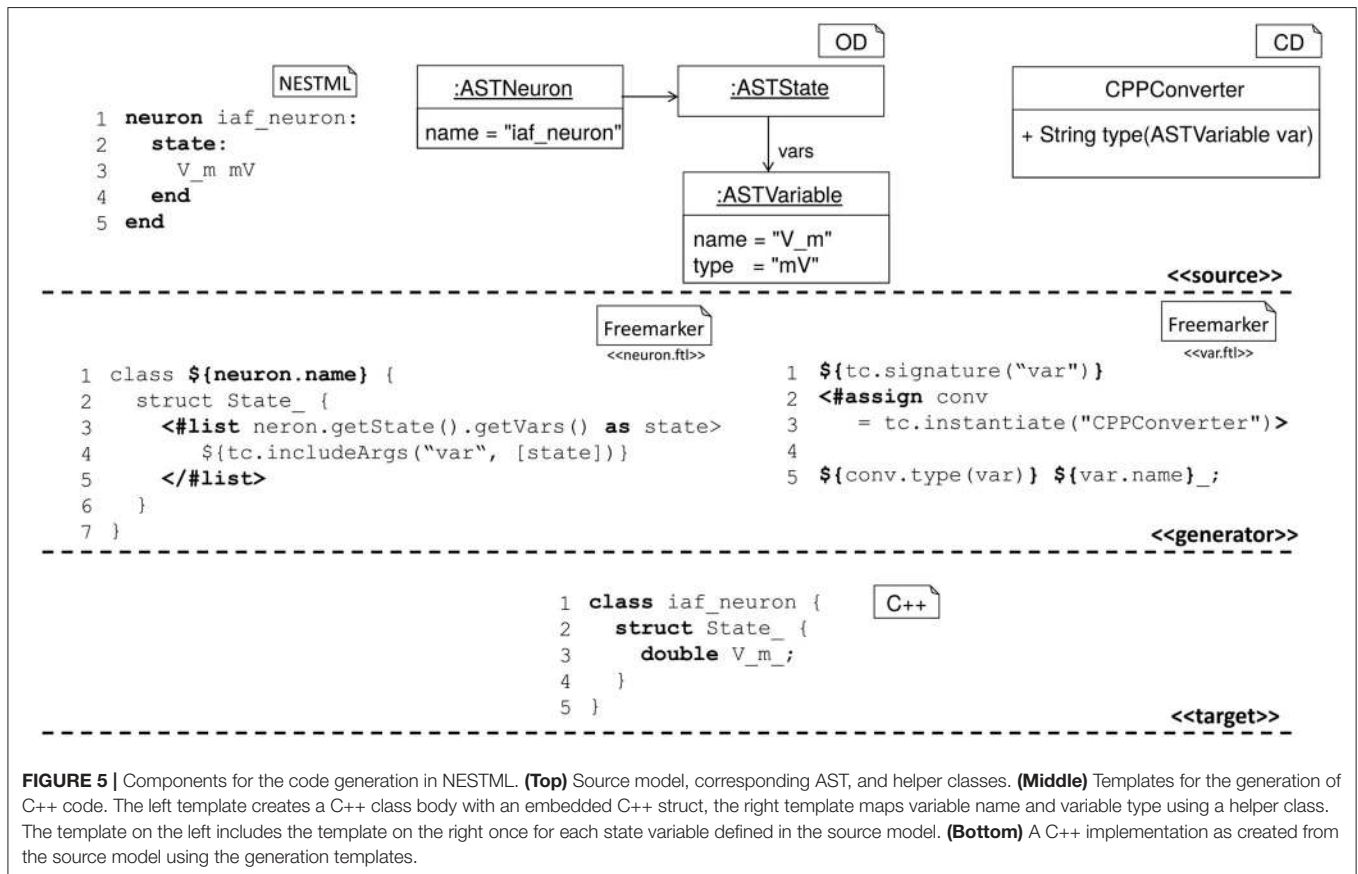 NESTML
1 neuron iaf_neuron:
2 state:
3 V_m mV
4 end
5 end
OD
:ASTNeuron
name = "iaf_neuron"
:ASTState
vars
:ASTVariable
name = "V_m"
type = "mV"
CD
CPPConverter
+ String type(ASTVariable var)
<<source>>
Freemarker
<<neuron.ftl>>
1 class ${neuron.name} {
2 struct State_ {
3 <#list neron.getState().getVars() as state>
4 ${tc.includeArgs("var", [state])}
5 </#list>
6 }
7 }
Freemarker
<<var.ftl>>
1 ${tc.signature("var")}
2 <#assign conv
3 = tc.instantiate("CPPConverter")>
4
5 ${conv.type(var)} ${var.name}_;
<<generator>>
C++
1 class iaf_neuron {
2 struct State_ {
3 double V_m_;
4 }
5 }
<<target>>
FIGURE 5 | Components for the code generation in NESTML. (Top) Source model, corresponding AST, and helper classes. (Middle) Templates for the generation of
C++ code. The left template creates a C++ class body with an embedded C++ struct, the right template maps variable name and variable type using a helper class.
The template on the left includes the template on the right once for each state variable defined in the source model. (Bottom) A C++ implementation as created from
the source model using the generation templates.